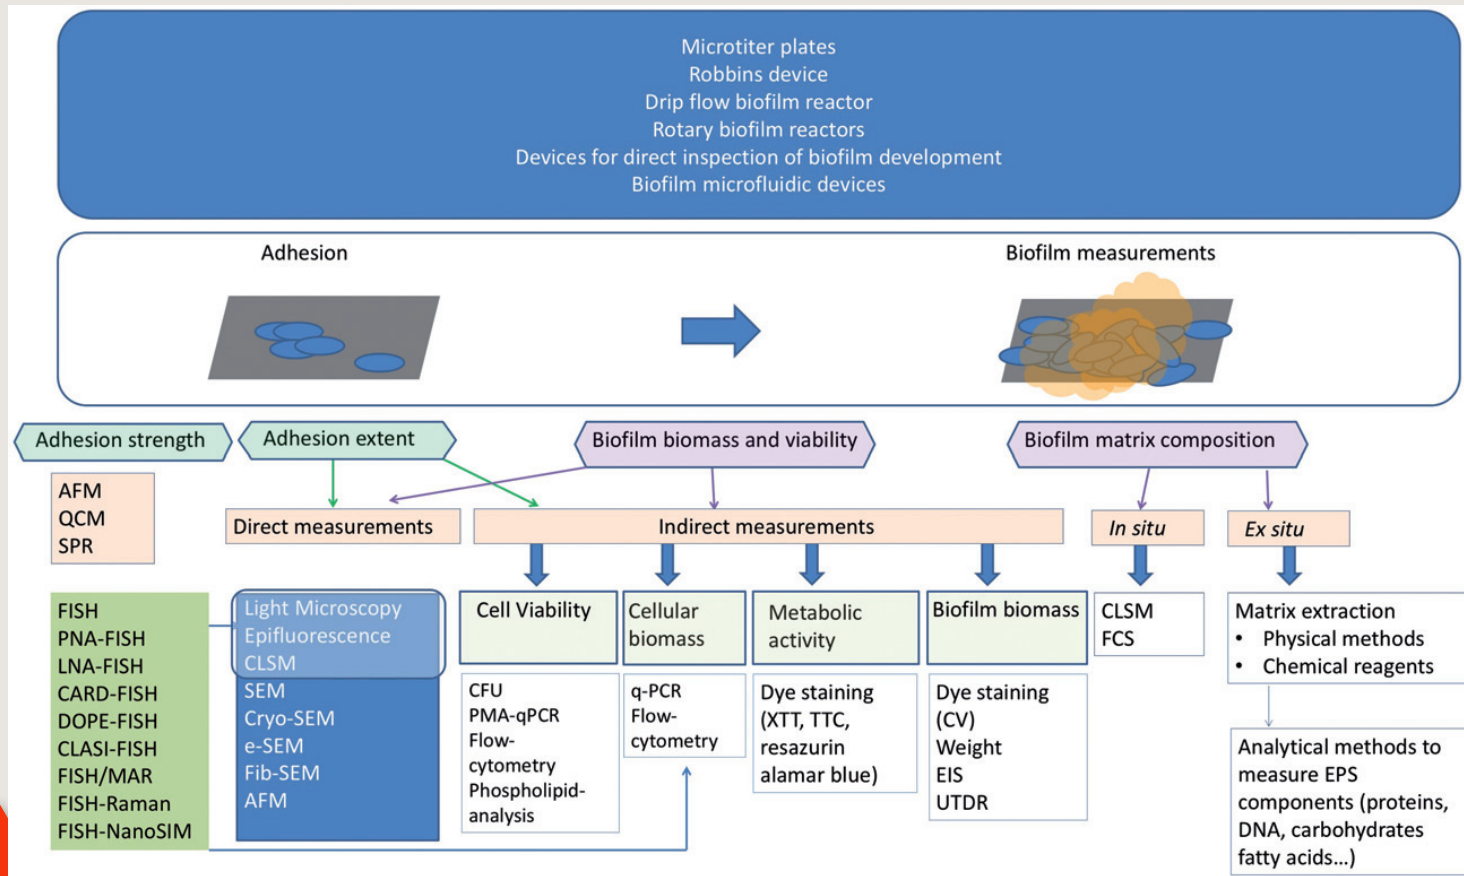 Microtiter plates
Robbins device
Drip flow biofilm reactor
Rotary biofilm reactors
Devices for direct inspection of biofilm development
Biofilm microfluidic devices
Adhesion
Biofilm measurements
Adhesion strength
Adhesion extent
Biofilm biomass and viability
Biofilm matrix composition
AFM
QCM
SPR
Direct measurements
Indirect measurements
In situ
Ex situ
FISH
PNA-FISH
LNA-FISH
CARD-FISH
DOPE-FISH
CLASI-FISH
FISH/MAR
FISH-Raman
FISH-NanoSIM
Light Microscopy
Epifluorescence
CLSM
SEM
Cryo-SEM
e-SEM
Fib-SEM
AFM
Cell Viability
CFU
PMA-qPCR
Flow-
cytometry
Phospholipid-
analysis
Cellular
biomass
q-PCR
Flow-
cytometry
Metabolic
activity
Dye staining
(XTT, TTC,
resazurin
alamar blue)
Biofilm biomass
Dye staining
(CV)
Weight
EIS
UTDR
CLSM
FCS
Matrix extraction
• Physical methods
• Chemical reagents
Analytical methods to
measure EPS
components (proteins,
DNA, carbohydrates
fatty acids...)